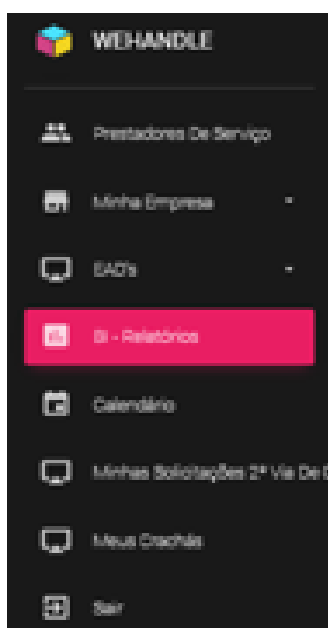 WEHANDLE
Prestadores De Serviço
Minha Empresa
EAD's
BI - Relatórios
Calendário
Minhas Solicitações 2ª Via De
Meus Crachás
Sair